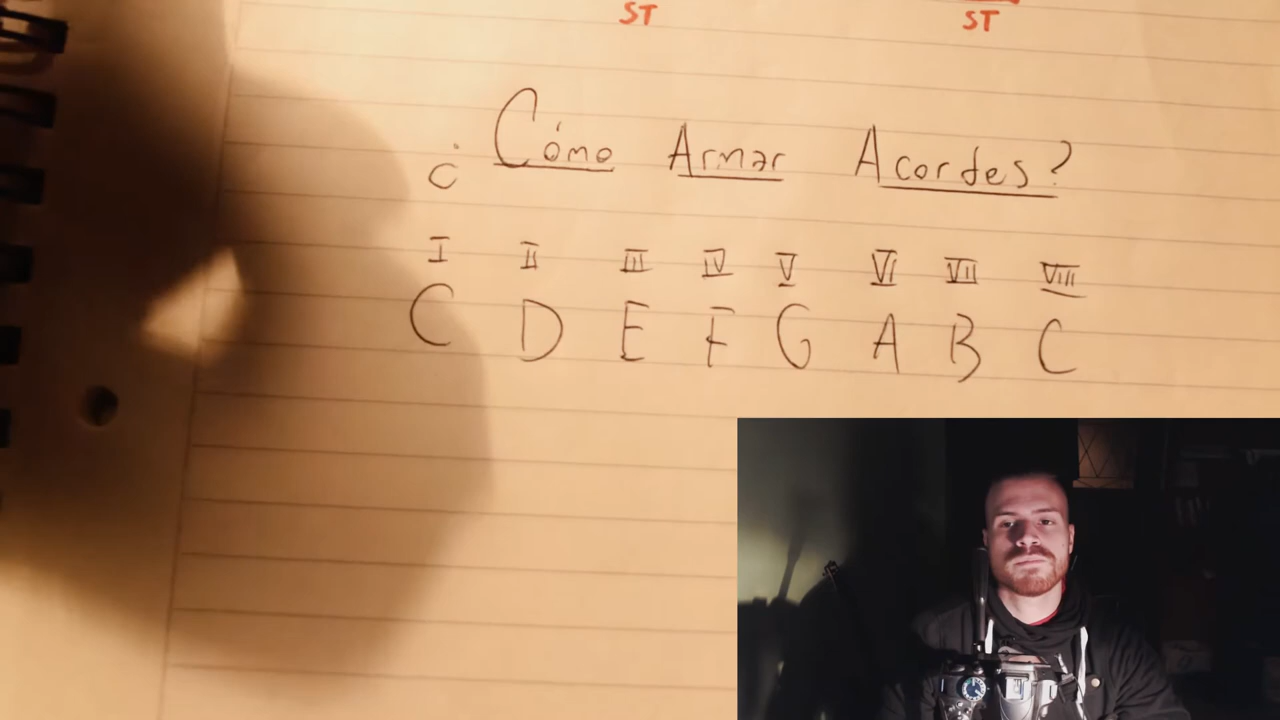 ST ST
¿Cómo Armar Acordes?
I II III IV V VI VII VIII
C D E F G A B C